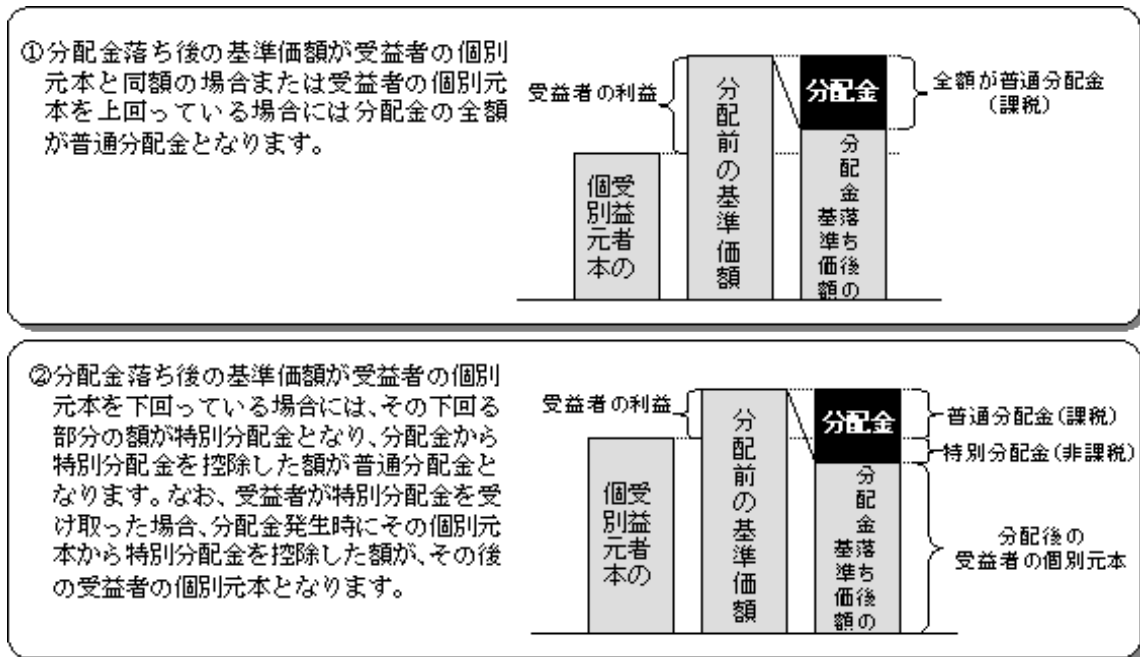 ①分配金落ち後の基準価額が受益者の個別
元本と同額の場合または受益者の個別元
本を上回っている場合には分配金の全額
が普通分配金となります。
受益者の利益
受益者の
個別元本
分配前の基準価額
分配金
分配金落ち後の
基準価額
全額が普通分配金
(課税)
②分配金落ち後の基準価額が受益者の個別
元本を下回っている場合には、その下回る
部分の額が特別分配金となり、分配金から
特別分配金を控除した額が普通分配金と
なります。なお、受益者が特別分配金を受
け取った場合、分配金発生時にその個別元
本から特別分配金を控除した額が、その後
の受益者の個別元本となります。
受益者の利益
受益者の
個別元本
分配前の基準価額
分配金
分配金落ち後の
基準価額
普通分配金(課税)
特別分配金(非課税)
分配後の
受益者の個別元本